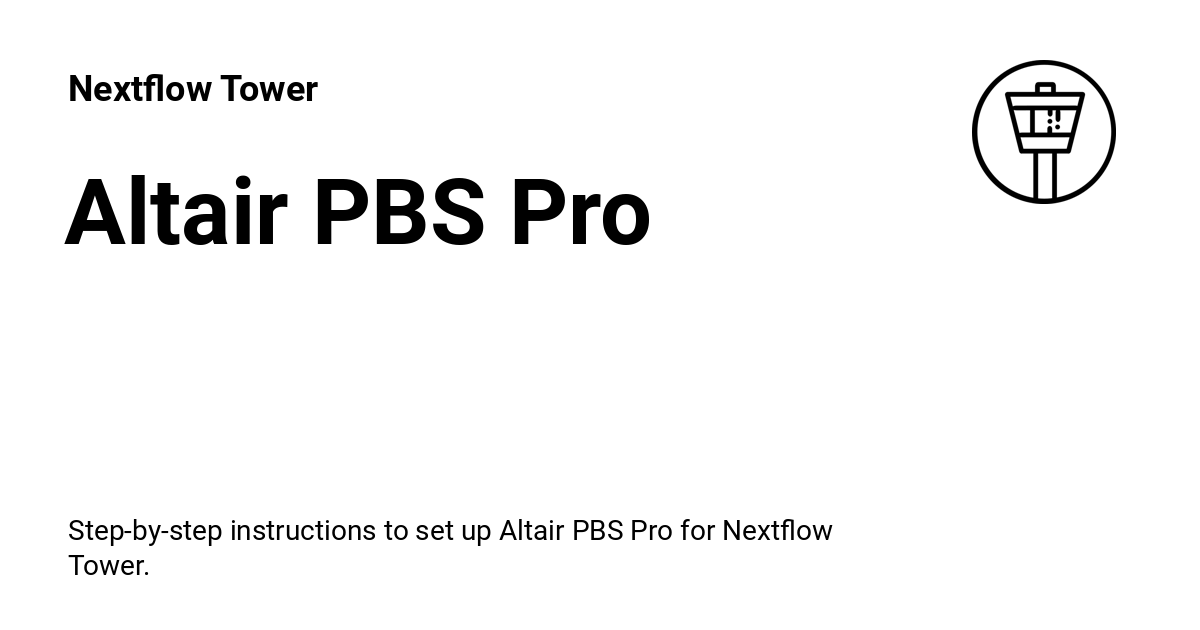 Nextflow Tower
Altair PBS Pro
Step-by-step instructions to set up Altair PBS Pro for Nextflow
Tower.